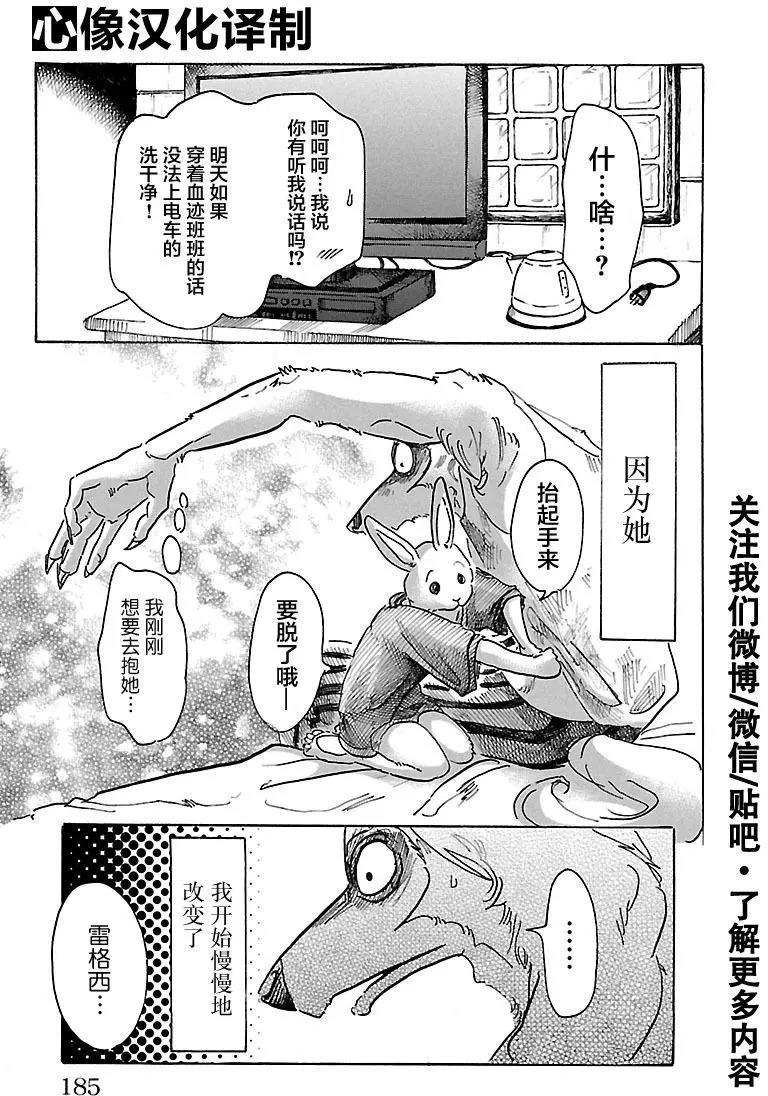 心像汉化译制
什…啥…?
呵呵呵…我说
你有听我说话吗!?
明天如果
穿着血迹班班的话
没法上电车的
洗干净!
因为她
抬起手来
要脱了哦—
我刚刚
想要去抱她…
……
我开始慢慢地
改变了
雷格西…
关注我们微博/微信/贴吧·了解更多内容
185